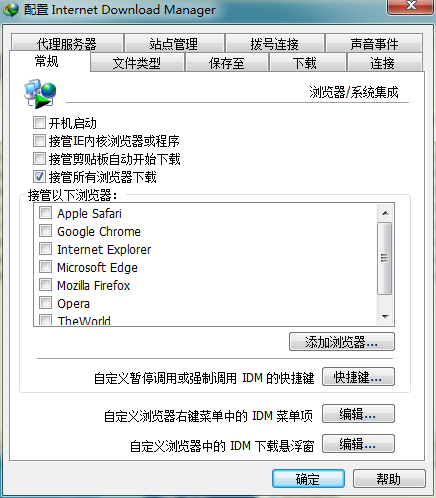 配置 Internet Download Manager
代理服务器 站点管理 拨号连接 声音事件
常规 文件类型 保存至 下载 连接
浏览器/系统集成
开机启动
接管IE内核浏览器或程序
接管剪贴板自动开始下载
接管所有浏览器下载
接管以下浏览器：
Apple Safari
Google Chrome
Internet Explorer
Microsoft Edge
Mozilla Firefox
Opera
TheWorld
添加浏览器...
自定义暂停调用或强制调用 IDM 的快捷键 快捷键...
自定义浏览器右键菜单中的 IDM 菜单项 编辑...
自定义浏览器中的 IDM 下载悬浮窗 编辑...
确定 帮助